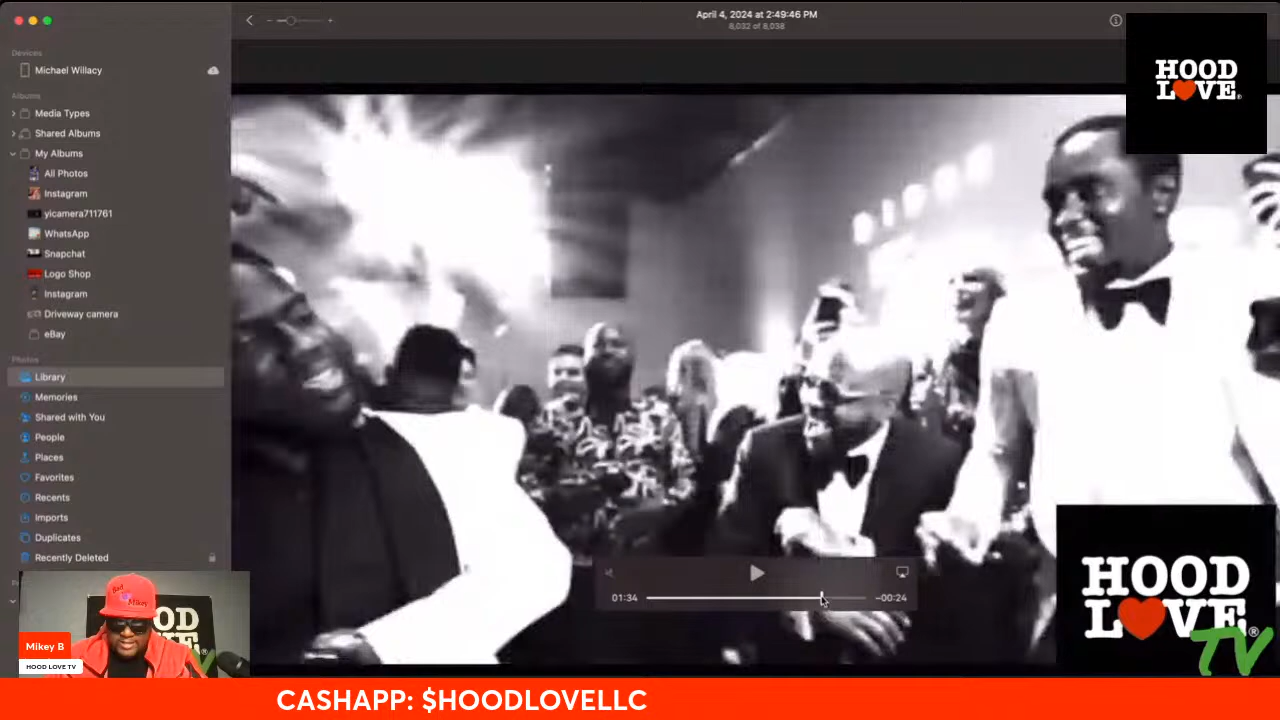 April 4, 2024 at 2:49:46 PM
8,032 of 8,038
Devices
Michael Willacy
Albums
Media Types
Shared Albums
My Albums
All Photos
Instagram
yicamera711761
WhatsApp
Snapchat
Logo Shop
Instagram
Driveway camera
eBay
Photos
Library
Memories
Shared with You
People
Places
Favorites
Recents
Imports
Duplicates
Recently Deleted
HOOD
LOVE®
01:34
-00:24
HOOD
LOVE®
TV
Bad
Mikey
Mikey B
HOOD LOVE TV
CASHAPP: $HOODLOVELLC